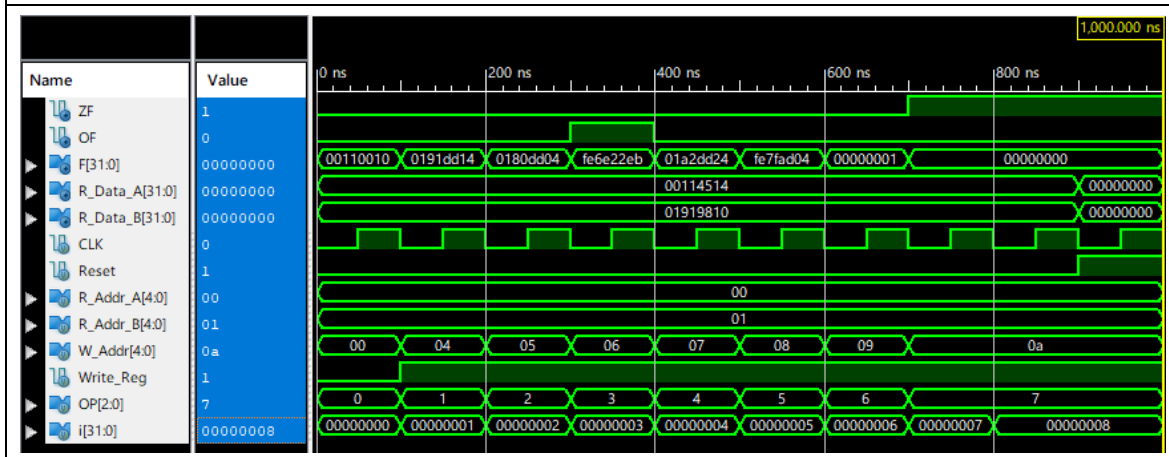 1,000.000 ns
Name Value 0 ns 200 ns 400 ns 600 ns 800 ns
ZF 1
OF 0
F[31:0] 00000000 00110010 0191dd14 0180dd04 fe6e22eb 01a2dd24 fe7fad04 00000001 00000000
R_Data_A[31:0] 00000000 00114514 00000000
R_Data_B[31:0] 00000000 01919810 00000000
CLK 0
Reset 1
R_Addr_A[4:0] 00 00
R_Addr_B[4:0] 01 01
W_Addr[4:0] 0a 00 04 05 06 07 08 09 0a
Write_Reg 1
OP[2:0] 7 0 1 2 3 4 5 6 7
i[31:0] 00000008 00000000 00000001 00000002 00000003 00000004 00000005 00000006 00000007 00000008